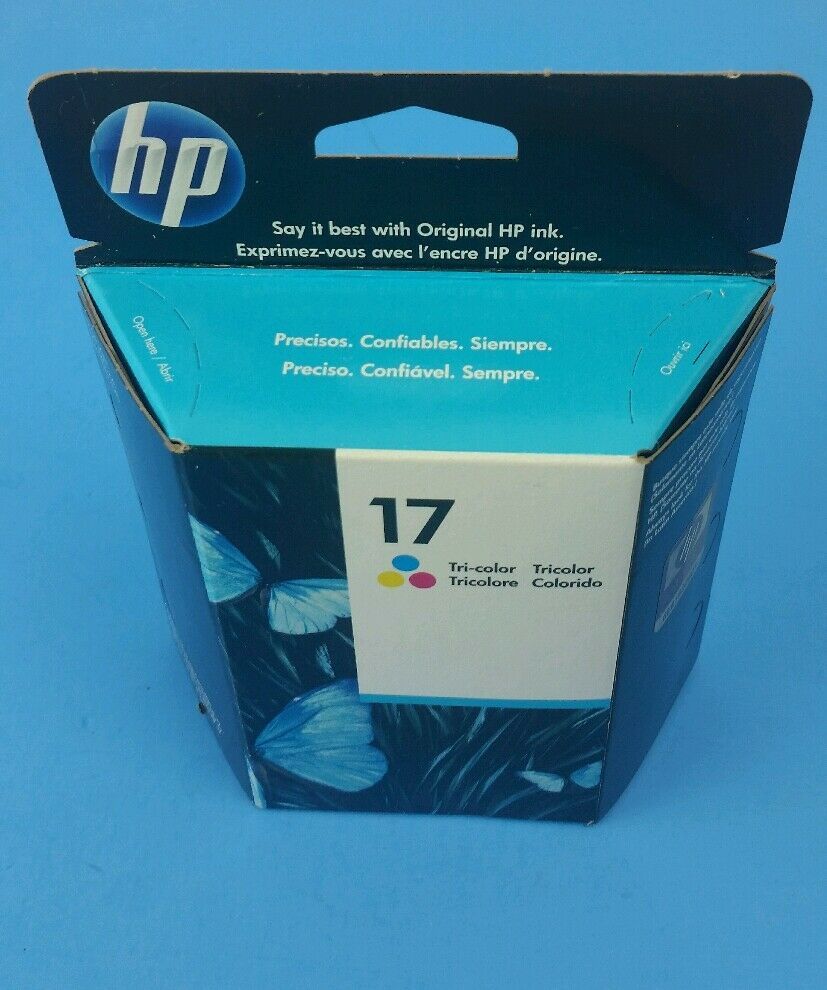 hp
Say it best with Original HP ink.
Exprimez-vous avec l'encre HP d'origine.
Open here / Abrir
Precisos. Confiables. Siempre.
Preciso. Confiável. Sempre.
Ouvrir ici
17
Tri-color Tricolor
Tricolore Colorido
hp